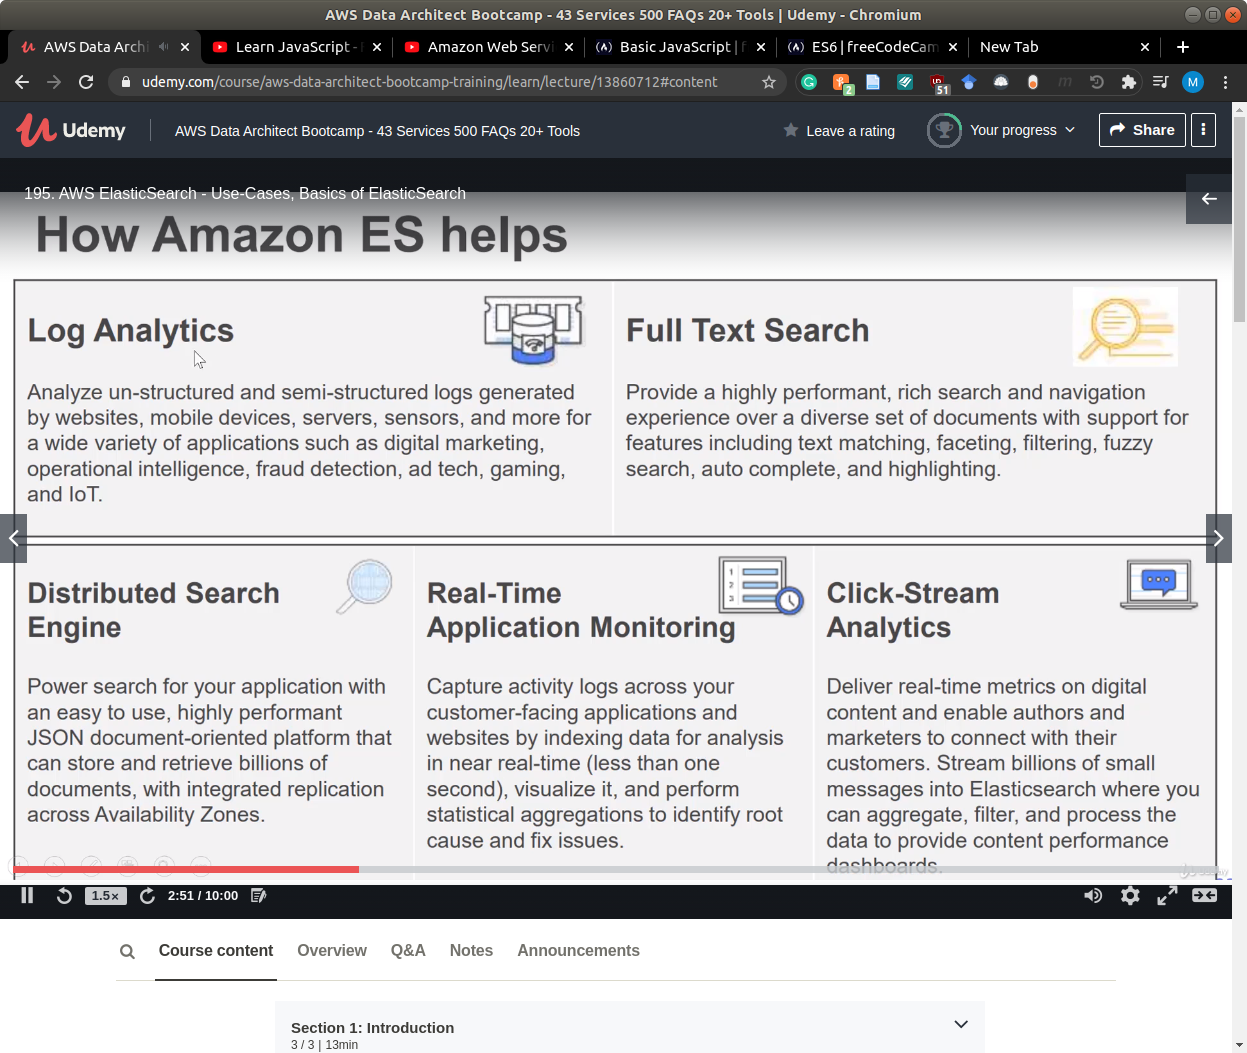 AWS Data Architect Bootcamp - 43 Services 500 FAQs 20+ Tools | Udemy - Chromium
AWS Data Archi
Learn JavaScript -
Amazon Web Servi
Basic JavaScript | f
ES6 | freeCodeCam
New Tab
udemy.com/course/aws-data-architect-bootcamp-training/learn/lecture/13860712#content
2
51
M
Udemy
AWS Data Architect Bootcamp - 43 Services 500 FAQs 20+ Tools
Leave a rating
Your progress
Share
195. AWS ElasticSearch - Use-Cases, Basics of ElasticSearch
How Amazon ES helps
Log Analytics
Analyze un-structured and semi-structured logs generated
by websites, mobile devices, servers, sensors, and more for
a wide variety of applications such as digital marketing,
operational intelligence, fraud detection, ad tech, gaming,
and IoT.
Full Text Search
Provide a highly performant, rich search and navigation
experience over a diverse set of documents with support for
features including text matching, faceting, filtering, fuzzy
search, auto complete, and highlighting.
Distributed Search
Engine
Power search for your application with
an easy to use, highly performant
JSON document-oriented platform that
can store and retrieve billions of
documents, with integrated replication
across Availability Zones.
Real-Time
Application Monitoring
1
2
3
Capture activity logs across your
customer-facing applications and
websites by indexing data for analysis
in near real-time (less than one
second), visualize it, and perform
statistical aggregations to identify root
cause and fix issues.
Click-Stream
Analytics
Deliver real-time metrics on digital
content and enable authors and
marketers to connect with their
customers. Stream billions of small
messages into Elasticsearch where you
can aggregate, filter, and process the
data to provide content performance
dashboards.
1.5×
2:51 / 10:00
Course content
Overview
Q&A
Notes
Announcements
Section 1: Introduction
3 / 3 | 13min